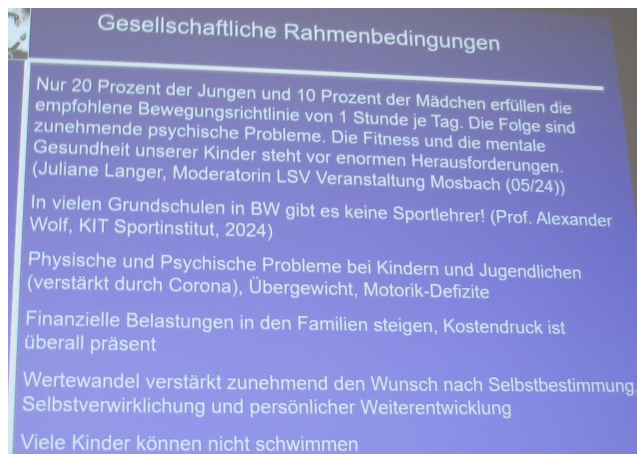 Gesellschaftliche Rahmenbedingungen
Nur 20 Prozent der Jungen und 10 Prozent der Mädchen erfüllen die
empfohlene Bewegungsrichtlinie von 1 Stunde je Tag. Die Folge sind
zunehmende psychische Probleme. Die Fitness und die mentale
Gesundheit unserer Kinder steht vor enormen Herausforderungen.
(Juliane Langer, Moderatorin LSV Veranstaltung Mosbach (05/24))
In vielen Grundschulen in BW gibt es keine Sportlehrer! (Prof. Alexander
Wolf, KIT Sportinstitut, 2024)
Physische und Psychische Probleme bei Kindern und Jugendlichen
(verstärkt durch Corona), Übergewicht, Motorik-Defizite
Finanzielle Belastungen in den Familien steigen, Kostendruck ist
überall präsent
Wertewandel verstärkt zunehmend den Wunsch nach Selbstbestimmung,
Selbstverwirklichung und persönlicher Weiterentwicklung
Viele Kinder können nicht schwimmen